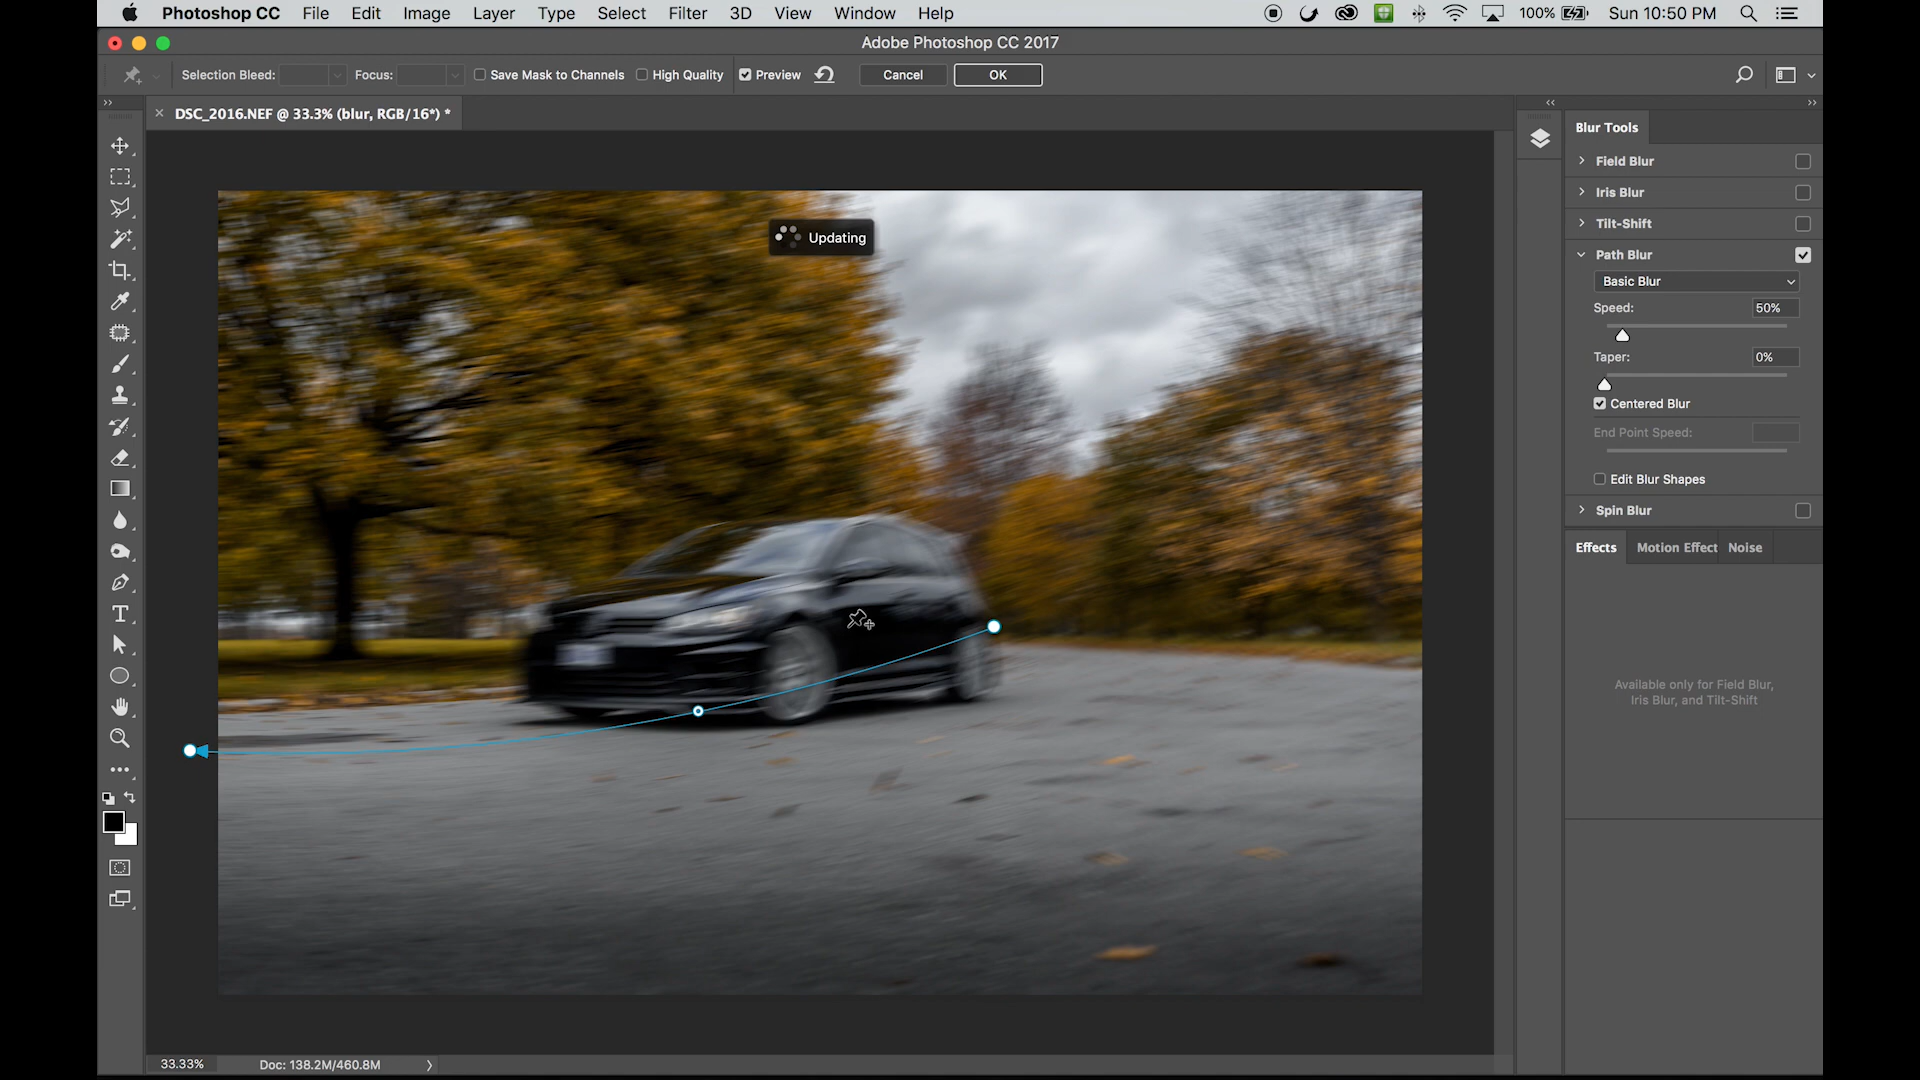 Photoshop CC File Edit Image Layer Type Select Filter 3D View Window Help 100% Sun 10:50 PM
Adobe Photoshop CC 2017
Selection Bleed: Focus: Save Mask to Channels High Quality Preview Cancel OK
DSC_2016.NEF @ 33.3% (blur, RGB/16*) *
Updating
T
33.33% Doc: 138.2M/460.8M
Blur Tools
Field Blur
Iris Blur
Tilt-Shift
Path Blur
Basic Blur
Speed: 50%
Taper: 0%
Centered Blur
End Point Speed:
Edit Blur Shapes
Spin Blur
Effects Motion Effect Noise
Available only for Field Blur,
Iris Blur, and Tilt-Shift